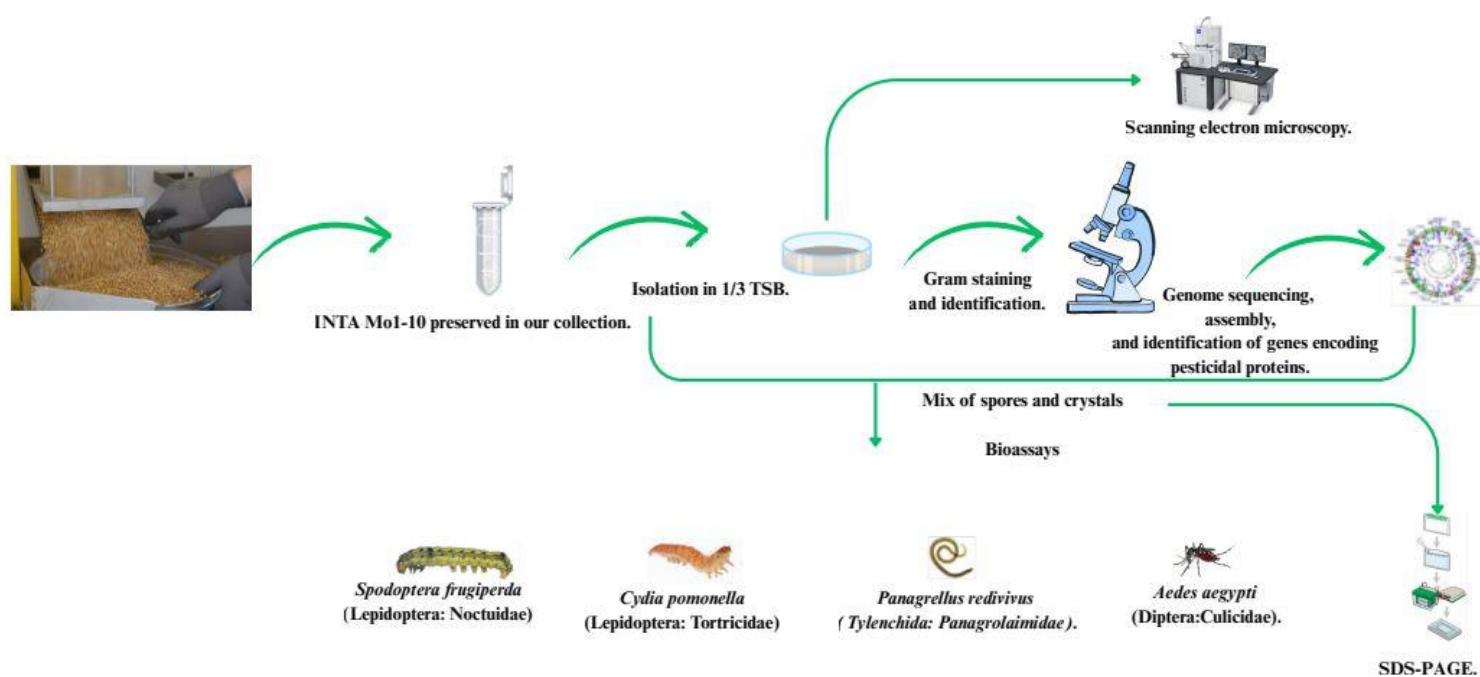 Scanning electron microscopy.
INTA Mo1-10 preserved in our collection.
Isolation in 1/3 TSB.
Gram staining
and identification.
Genome sequencing,
assembly,
and identification of genes encoding
pesticidal proteins.
Mix of spores and crystals
Bioassays
Spodoptera frugiperda
(Lepidoptera: Noctuidae)
Cydia pomonella
(Lepidoptera: Tortricidae)
Panagrellus redivivus
( Tylenchida: Panagrolaimidae).
Aedes aegypti
(Diptera:Culicidae).
SDS-PAGE.